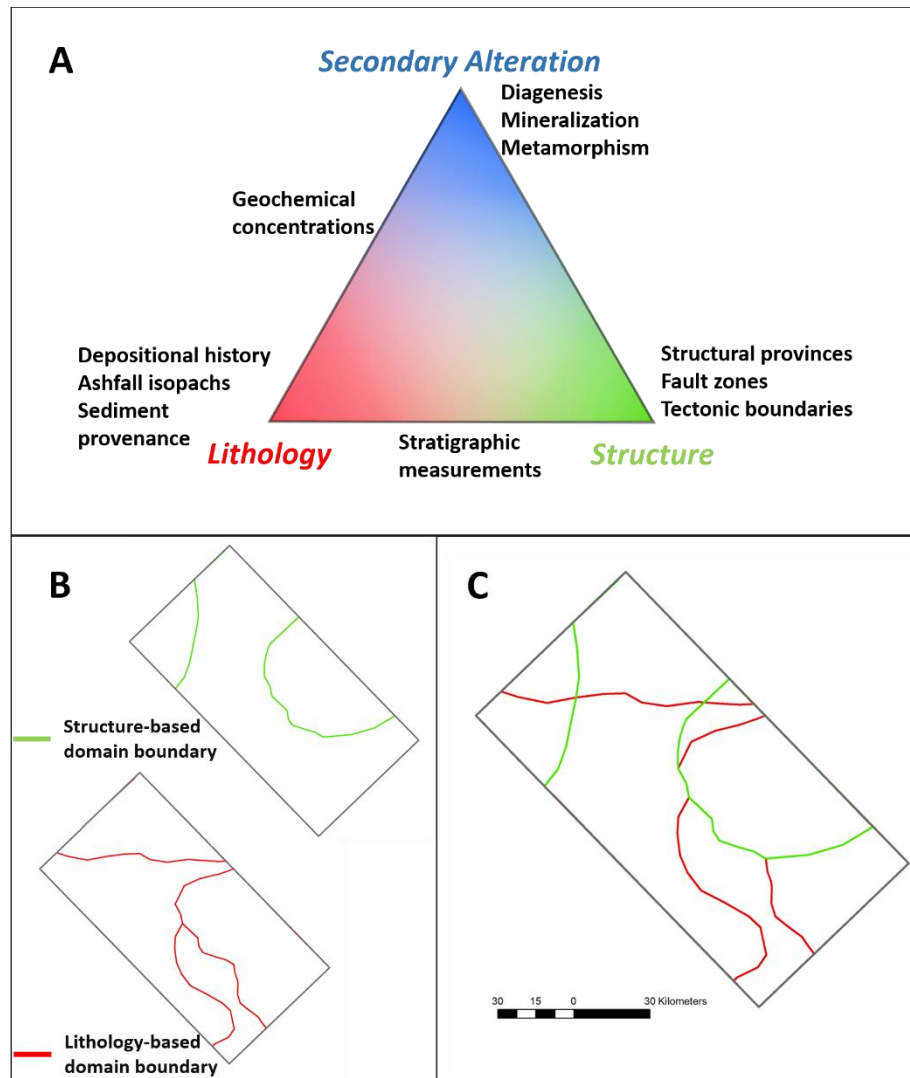 A
Secondary Alteration
Diagenesis
Mineralization
Metamorphism
Geochemical
concentrations
Depositional history
Ashfall isopachs
Sediment
provenance
Structural provinces
Fault zones
Tectonic boundaries
Lithology
Stratigraphic
measurements
Structure
B
Structure-based
domain boundary
Lithology-based
domain boundary
C
30 15 0 30 Kilometers